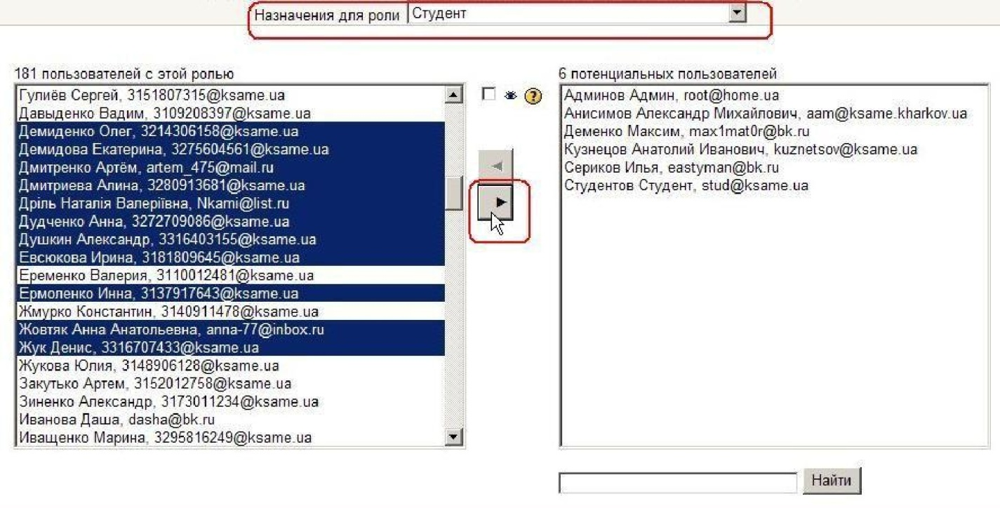 Назначения для роли Студент
181 пользователей с этой ролью
Гулиёв Сергей, 3151807315@ksame.ua
Давыденко Вадим, 3109208397@ksame.ua
Демиденко Олег, 3214306158@ksame.ua
Демидова Екатерина, 3275604561@ksame.ua
Дмитренко Артём, artem_475@mail.ru
Дмитриева Алина, 3280913681@ksame.ua
Дріль Наталія Валеріївна, Nkami@list.ru
Дудченко Анна, 3272709086@ksame.ua
Душкин Александр, 3316403155@ksame.ua
Евсюкова Ирина, 3181809645@ksame.ua
Еременко Валерия, 3110012481@ksame.ua
Ермоленко Инна, 3137917643@ksame.ua
Жмурко Константин, 3140911478@ksame.ua
Жовтяк Анна Анатольевна, anna-77@inbox.ru
Жук Денис, 3316707433@ksame.ua
Жукова Юлия, 3148906128@ksame.ua
Закутько Артем, 3152012758@ksame.ua
Зиненко Александр, 3173011234@ksame.ua
Иванова Даша, dasha@bk.ru
Иващенко Марина, 3295816249@ksame.ua
?
6 потенциальных пользователей
Админов Админ, root@home.ua
Анисимов Александр Михайлович, aam@ksame.kharkov.ua
Деменко Максим, max1mat0r@bk.ru
Кузнецов Анатолий Иванович, kuznetsov@ksame.ua
Сериков Илья, eastyman@bk.ru
Студентов Студент, stud@ksame.ua
Найти